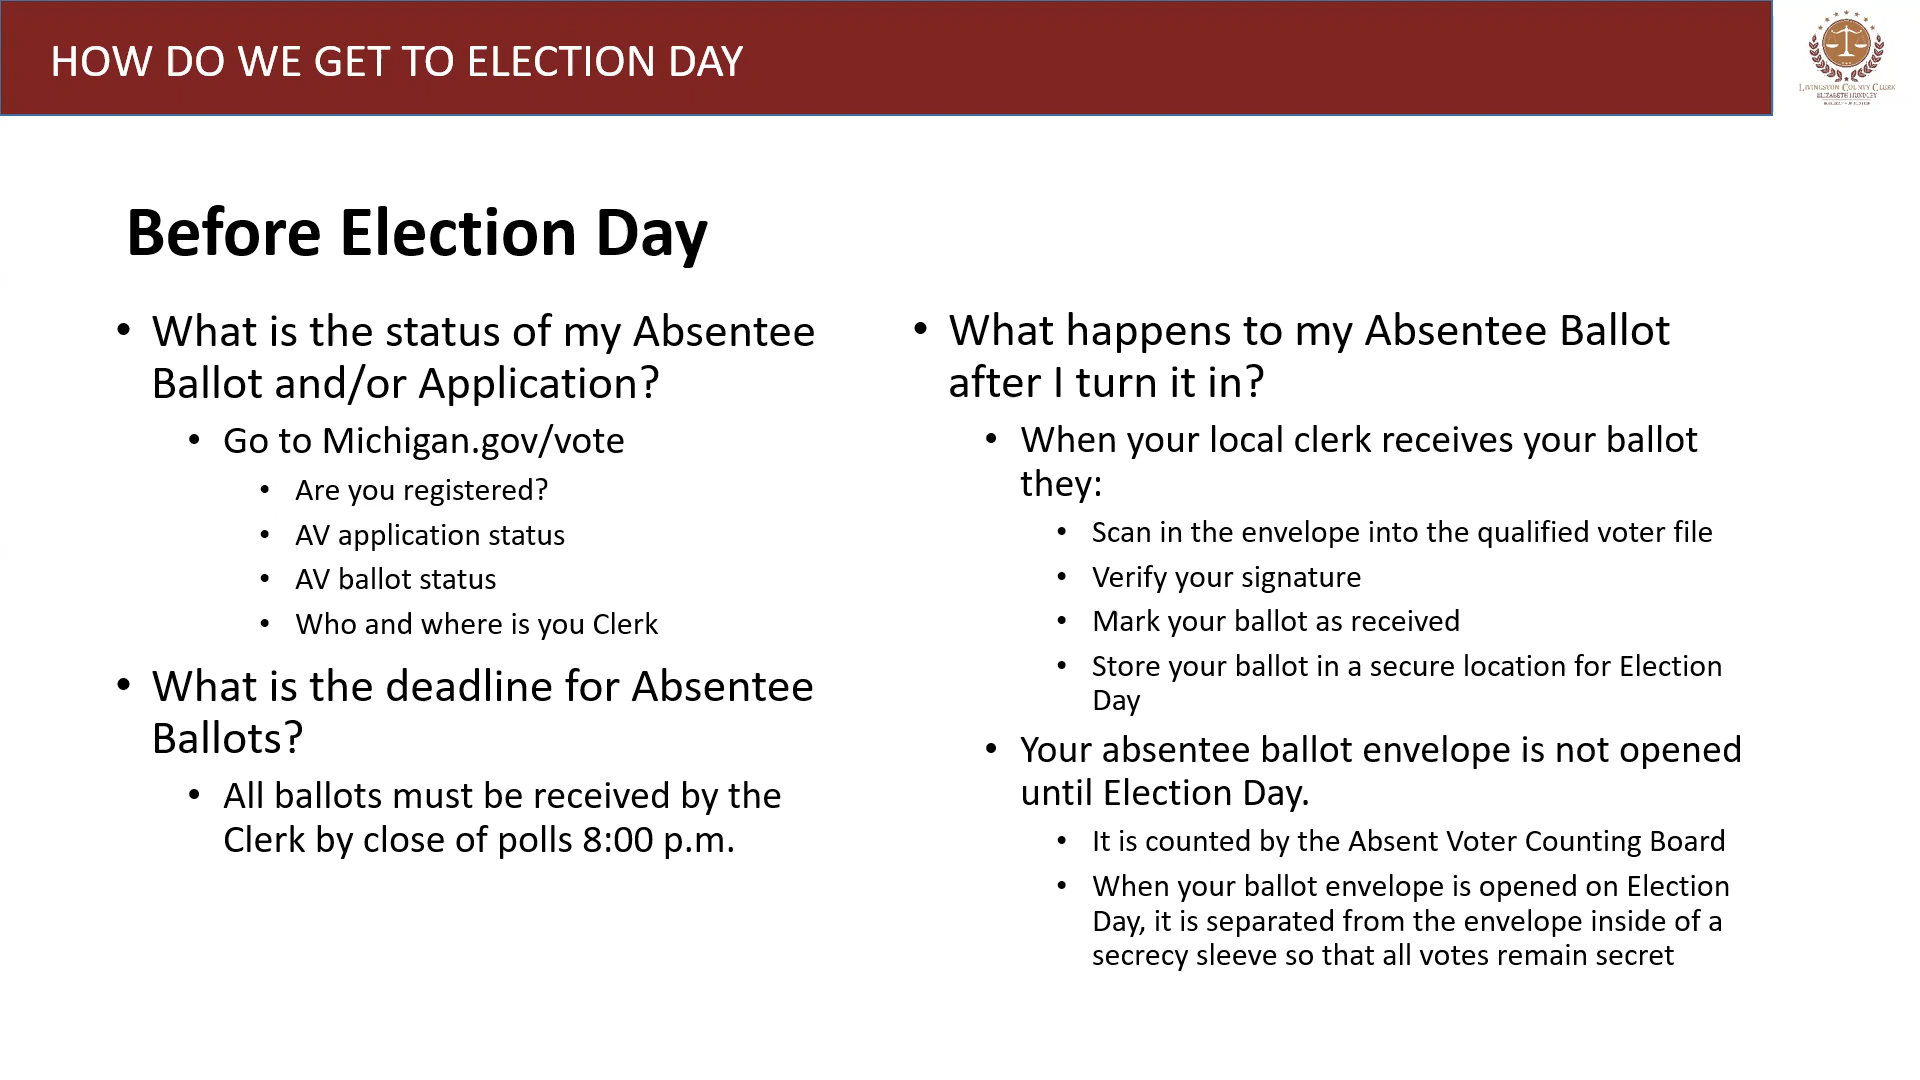 HOW DO WE GET TO ELECTION DAY
LIVINGSTON COUNTY CLERK
ELIZABETH HUNDLEY
Before Election Day
• What is the status of my Absentee
Ballot and/or Application?
• Go to Michigan.gov/vote
• Are you registered?
• AV application status
• AV ballot status
• Who and where is you Clerk
• What is the deadline for Absentee
Ballots?
• All ballots must be received by the
Clerk by close of polls 8:00 p.m.
• What happens to my Absentee Ballot
after I turn it in?
• When your local clerk receives your ballot
they:
• Scan in the envelope into the qualified voter file
• Verify your signature
• Mark your ballot as received
• Store your ballot in a secure location for Election
Day
• Your absentee ballot envelope is not opened
until Election Day.
• It is counted by the Absent Voter Counting Board
• When your ballot envelope is opened on Election
Day, it is separated from the envelope inside of a
secrecy sleeve so that all votes remain secret